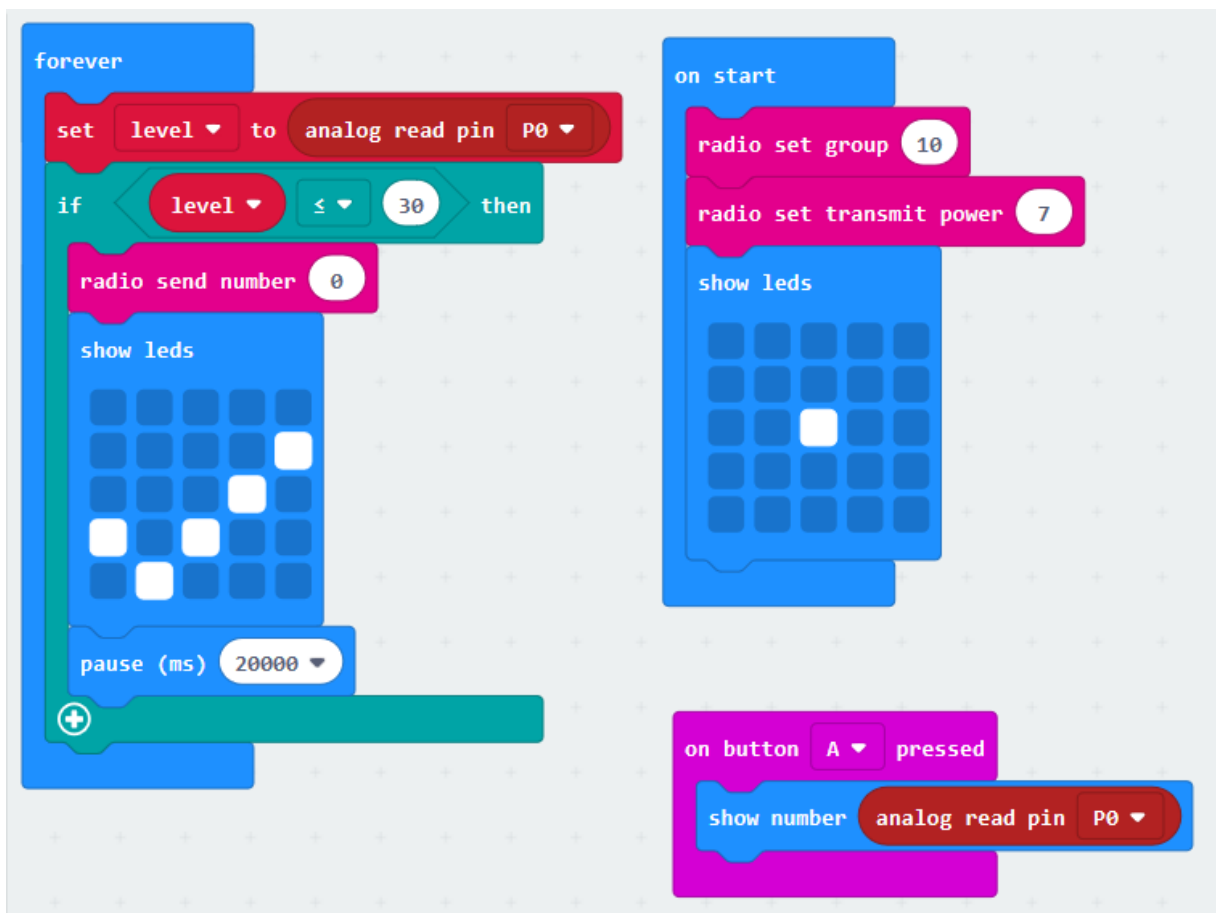 forever
set level to analog read pin P0
if level ≤ 30 then
radio send number 0
show leds
pause (ms) 20000
on start
radio set group 10
radio set transmit power 7
show leds
on button A pressed
show number analog read pin P0